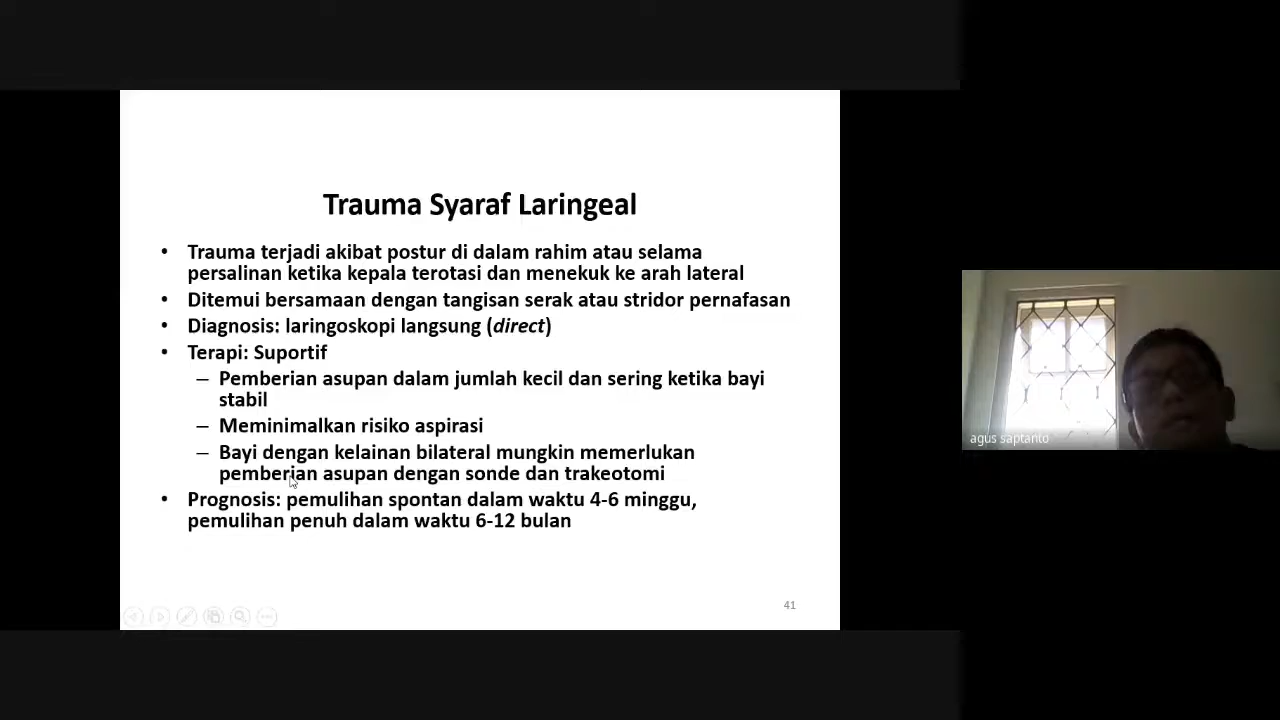 Trauma Syaraf Laringeal
• Trauma terjadi akibat postur di dalam rahim atau selama
persalinan ketika kepala terotasi dan menekuk ke arah lateral
• Ditemui bersamaan dengan tangisan serak atau stridor pernafasan
• Diagnosis: laringoskopi langsung (direct)
• Terapi: Suportif
– Pemberian asupan dalam jumlah kecil dan sering ketika bayi
stabil
– Meminimalkan risiko aspirasi
– Bayi dengan kelainan bilateral mungkin memerlukan
pemberian asupan dengan sonde dan trakeotomi
• Prognosis: pemulihan spontan dalam waktu 4-6 minggu,
pemulihan penuh dalam waktu 6-12 bulan
41
agus saptanto